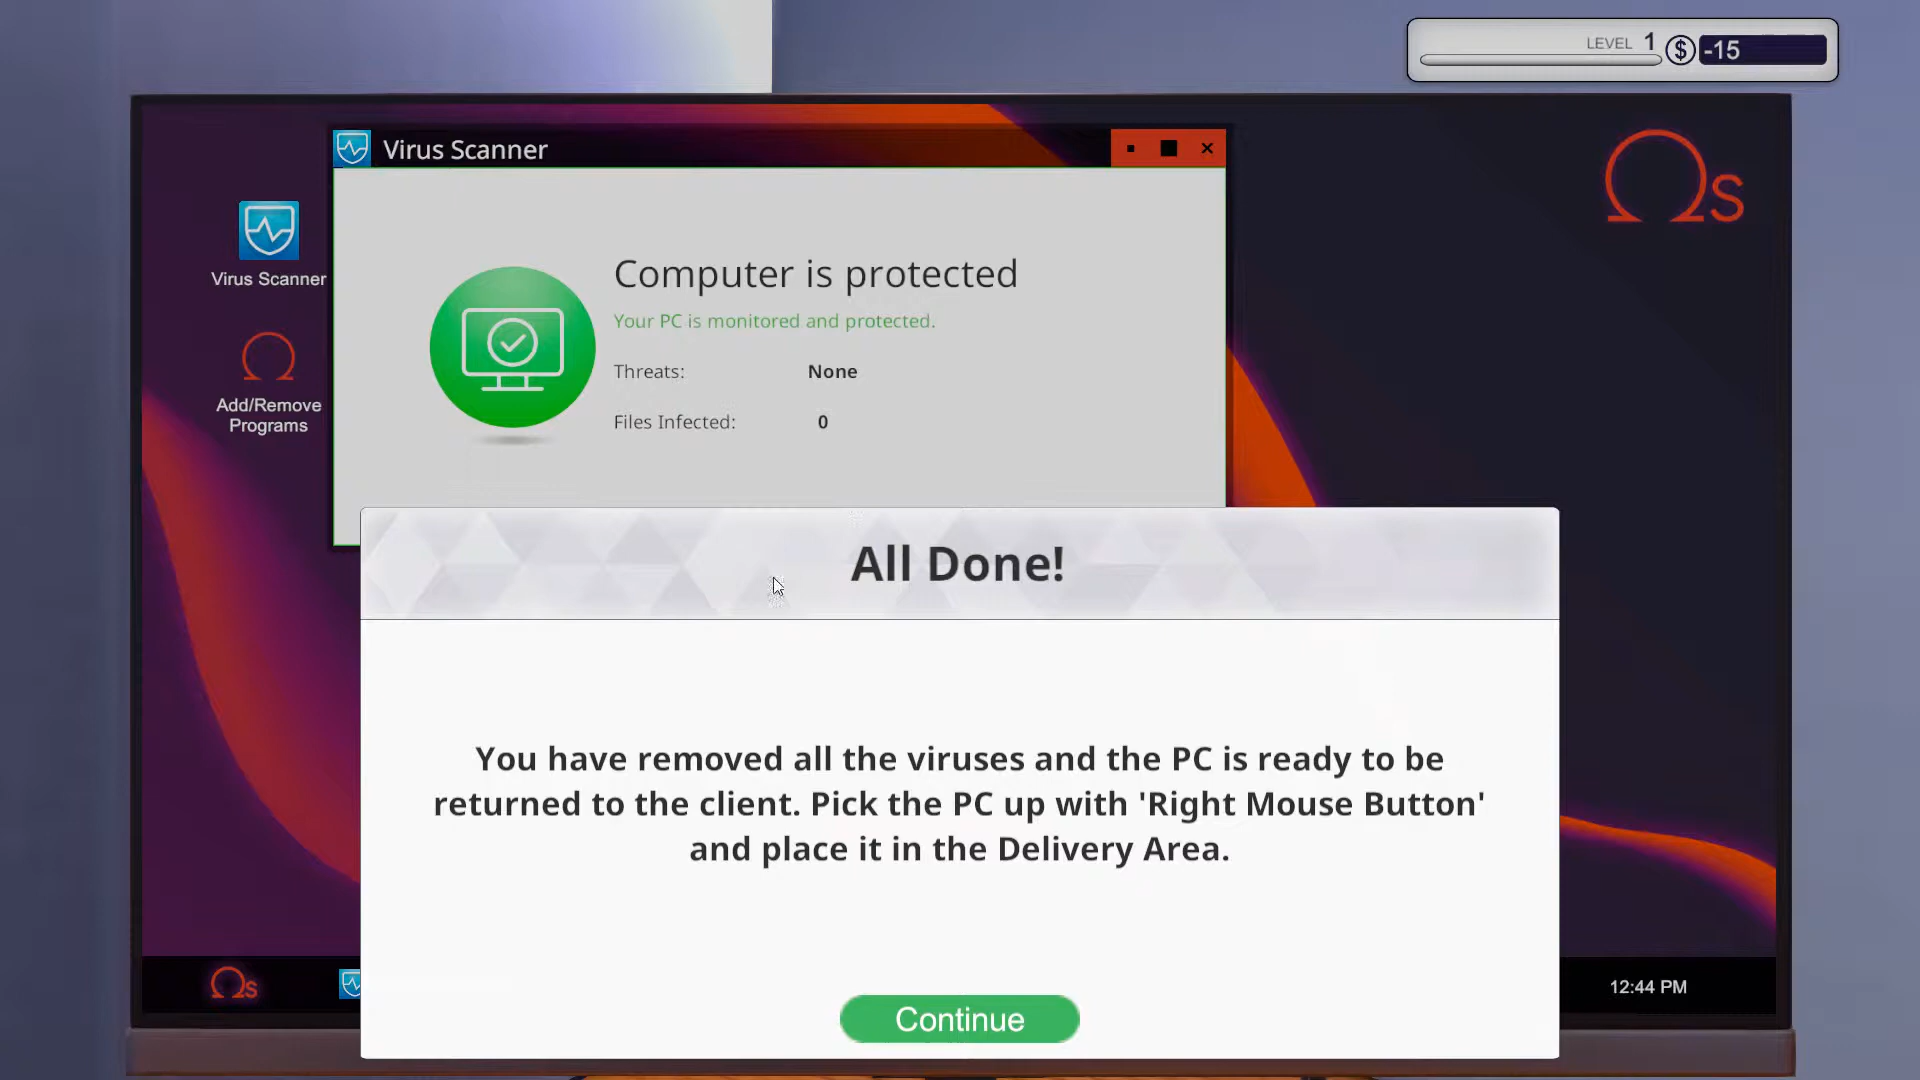 LEVEL 1 $ -15
Virus Scanner
Ωs
Computer is protected
Your PC is monitored and protected.
Threats: None
Files Infected: 0
Virus Scanner
Add/Remove
Programs
All Done!
You have removed all the viruses and the PC is ready to be
returned to the client. Pick the PC up with 'Right Mouse Button'
and place it in the Delivery Area.
Continue
Ωs
12:44 PM